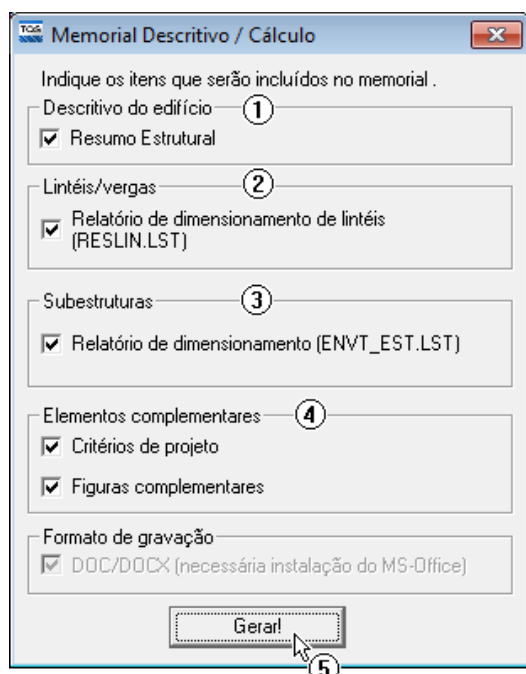 TQS Memorial Descritivo / Cálculo
Indique os itens que serão incluídos no memorial .
Descritivo do edifício 1
Resumo Estrutural
Lintéis/vergas 2
Relatório de dimensionamento de lintéis
(RESLIN.LST)
Subestruturas 3
Relatório de dimensionamento (ENVT_EST.LST)
Elementos complementares 4
Critérios de projeto
Figuras complementares
Formato de gravação
DOC/DOCX (necessária instalação do MS-Office)
Gerar!
5